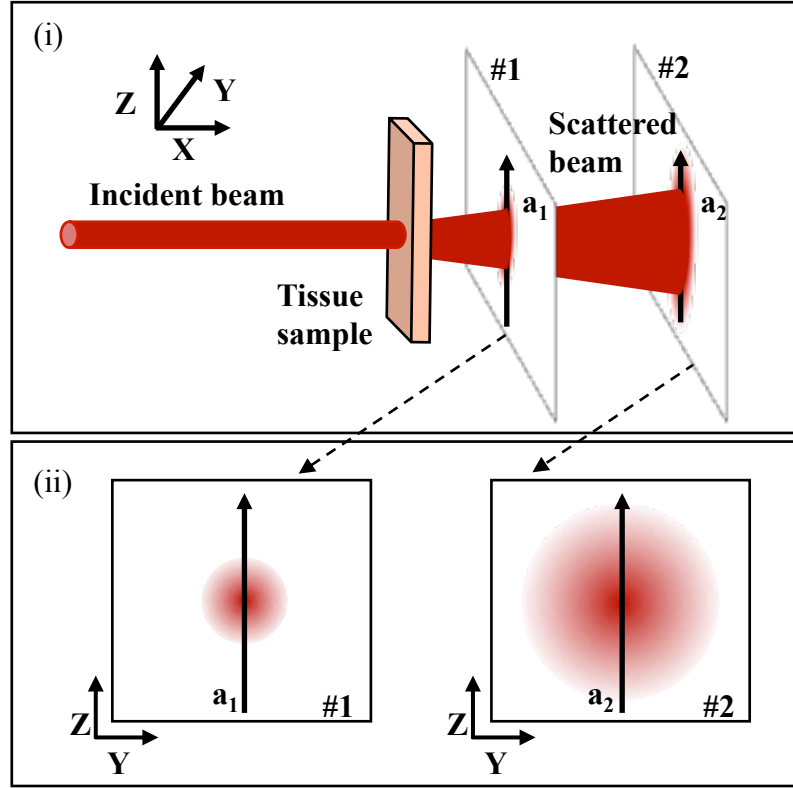 (i)
#1
#2
Z
Y
X
Scattered
beam
Incident beam
a1
a2
Tissue
sample
(ii)
a1
#1
a2
#2
Z
Y
Z
Y